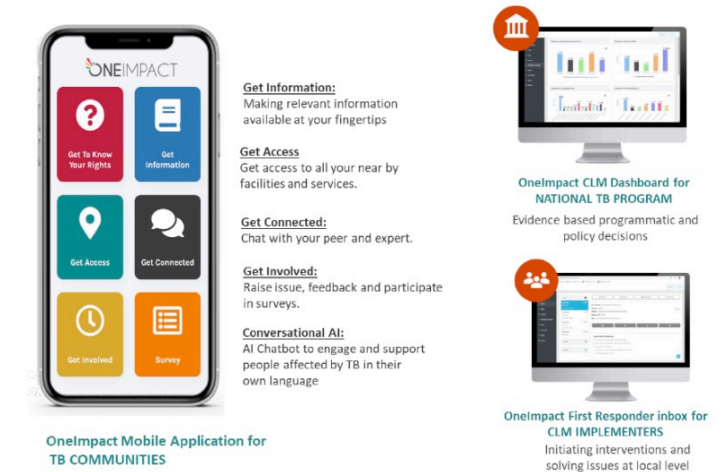 ONEIMPACT
Get To Know
Your Rights
Get
Information
Get Access
Get Connected
Get Involved
Survey
OneImpact Mobile Application for
TB COMMUNITIES
Get Information:
Making relevant information
available at your fingertips
Get Access
Get access to all your near by
facilities and services.
Get Connected:
Chat with your peer and expert.
Get Involved:
Raise issue, feedback and participate
in surveys.
Conversational AI:
AI Chatbot to engage and support
people affected by TB in their
own language
OneImpact CLM Dashboard for
NATIONAL TB PROGRAM
Evidence based programmatic and
policy decisions
OneImpact First Responder inbox for
CLM IMPLEMENTERS
Initiating interventions and
solving issues at local level